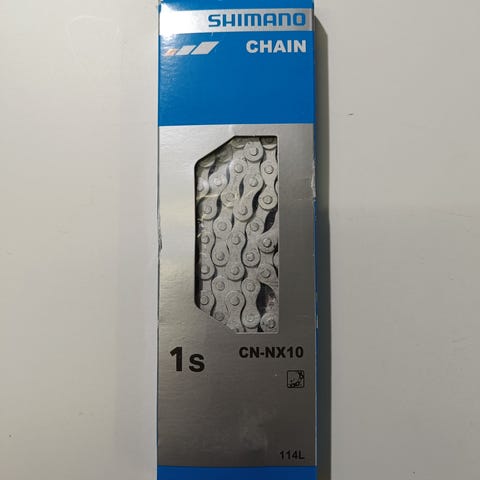 SHIMANO
CHAIN
1s CN-NX10
114L